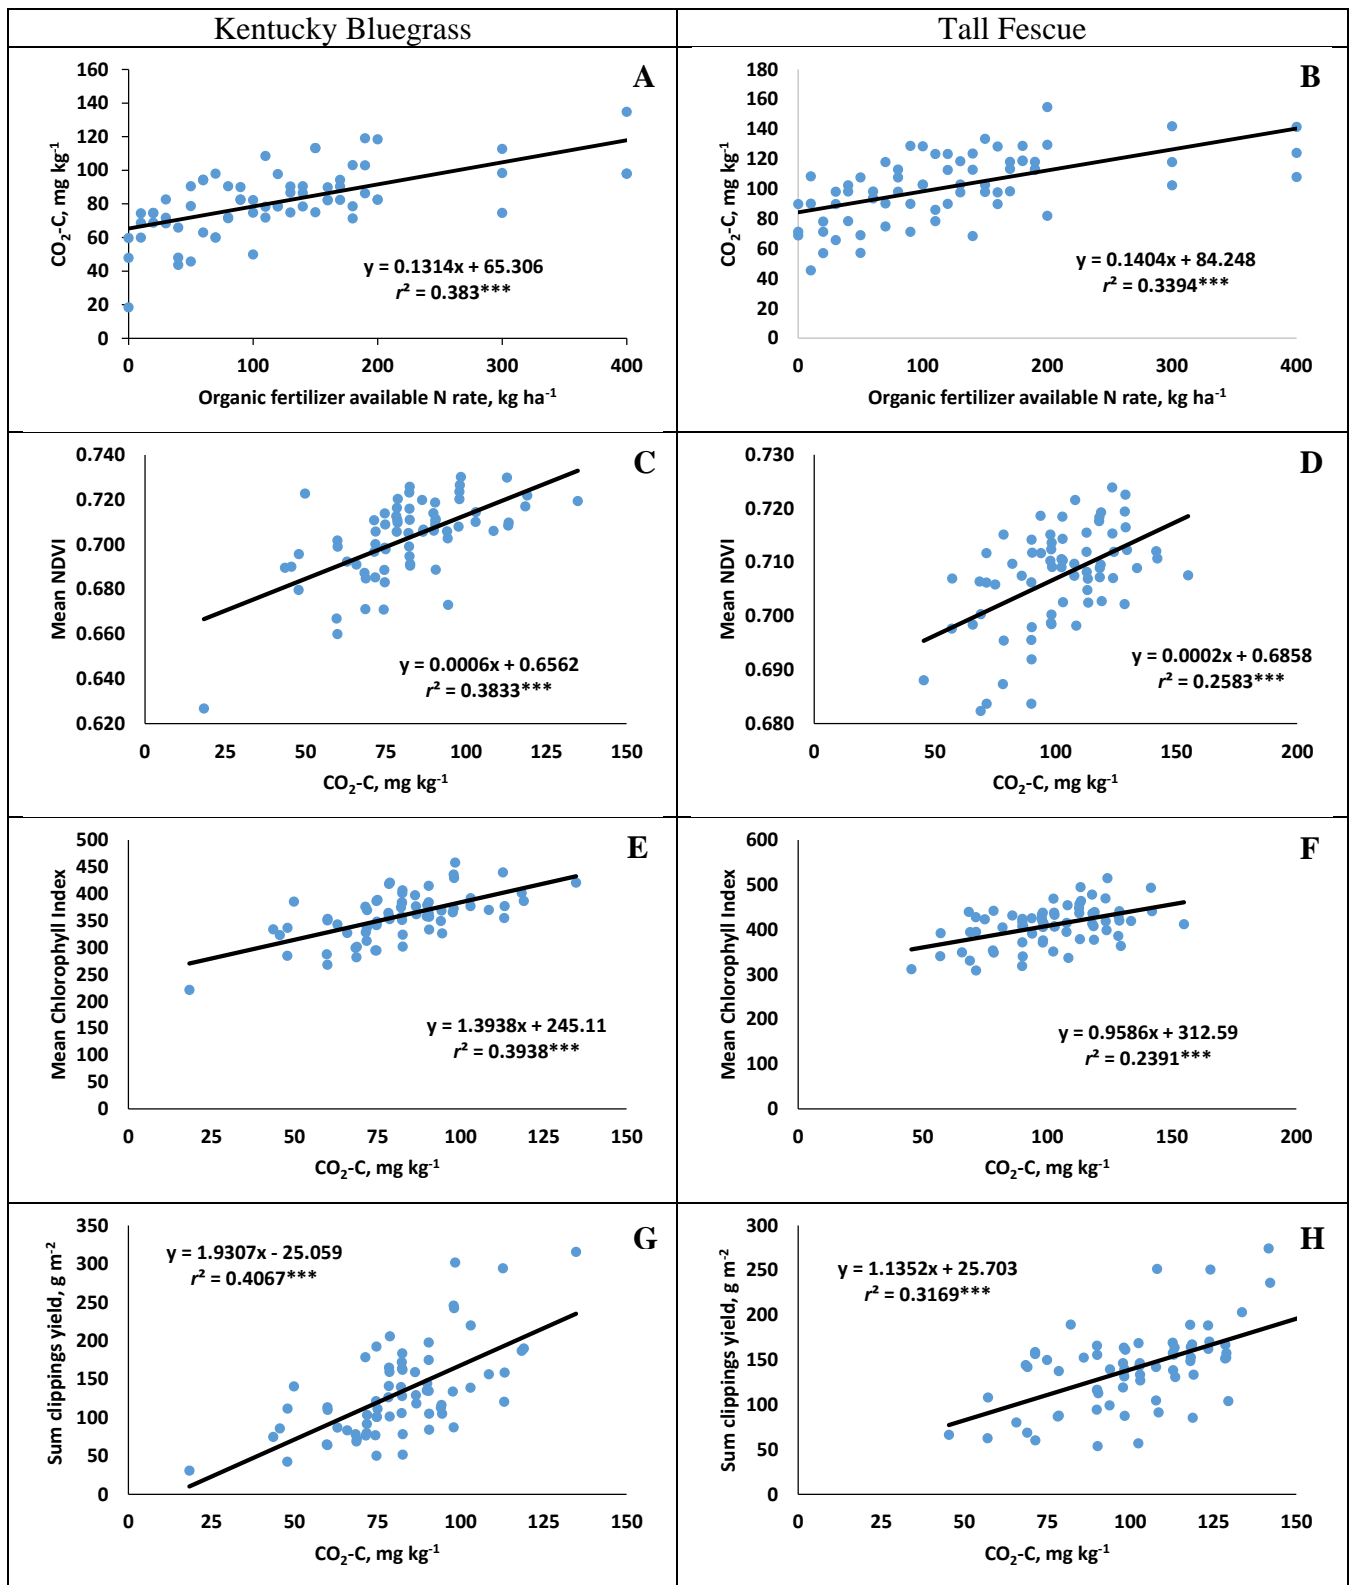 Kentucky Bluegrass
Tall Fescue
A
160
140
120
100
80
60
40
20
0
CO₂-C, mg kg⁻¹
y = 0.1314x + 65.306
r² = 0.383***
0 100 200 300 400
Organic fertilizer available N rate, kg ha⁻¹
B
180
160
140
120
100
80
60
40
20
0
CO₂-C, mg kg⁻¹
y = 0.1404x + 84.248
r² = 0.3394***
0 100 200 300 400
Organic fertilizer available N rate, kg ha⁻¹
C
0.740
0.720
0.700
0.680
0.660
0.640
0.620
Mean NDVI
y = 0.0006x + 0.6562
r² = 0.3833***
0 25 50 75 100 125 150
CO₂-C, mg kg⁻¹
D
0.730
0.720
0.710
0.700
0.690
0.680
Mean NDVI
y = 0.0002x + 0.6858
r² = 0.2583***
0 50 100 150 200
CO₂-C, mg kg⁻¹
E
500
450
400
350
300
250
200
150
100
50
0
Mean Chlorophyll Index
y = 1.3938x + 245.11
r² = 0.3938***
0 25 50 75 100 125 150
CO₂-C, mg kg⁻¹
F
600
500
400
300
200
100
0
Mean Chlorophyll Index
y = 0.9586x + 312.59
r² = 0.2391***
0 50 100 150 200
CO₂-C, mg kg⁻¹
G
350
300
250
200
150
100
50
0
Sum clippings yield, g m⁻²
y = 1.9307x - 25.059
r² = 0.4067***
0 25 50 75 100 125 150
CO₂-C, mg kg⁻¹
H
300
250
200
150
100
50
0
Sum clippings yield, g m⁻²
y = 1.1352x + 25.703
r² = 0.3169***
0 25 50 75 100 125 150
CO₂-C, mg kg⁻¹